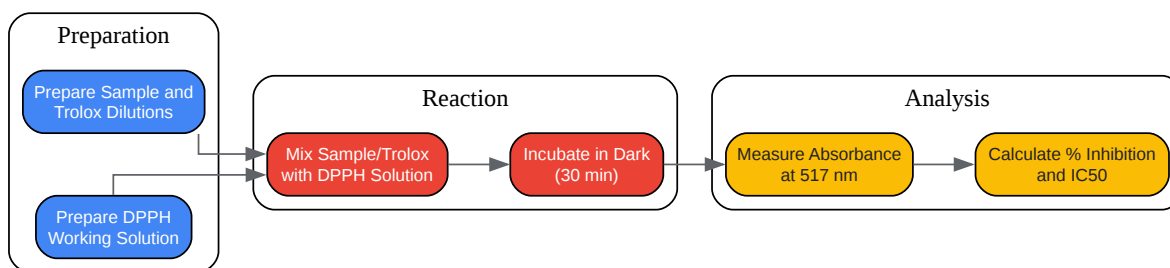 Preparation
Prepare Sample and
Trolox Dilutions
Prepare DPPH
Working Solution
Reaction
Mix Sample/Trolox
with DPPH Solution
Incubate in Dark
(30 min)
Analysis
Measure Absorbance
at 517 nm
Calculate % Inhibition
and IC50